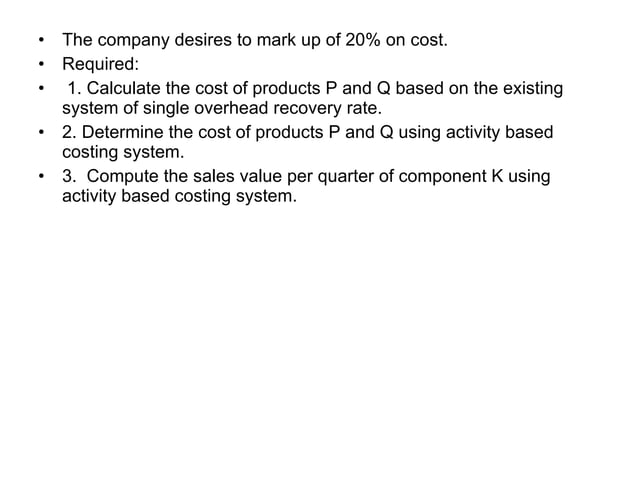 • The company desires to mark up of 20% on cost.
• Required:
• 1. Calculate the cost of products P and Q based on the existing
system of single overhead recovery rate.
• 2. Determine the cost of products P and Q using activity based
costing system.
• 3. Compute the sales value per quarter of component K using
activity based costing system.